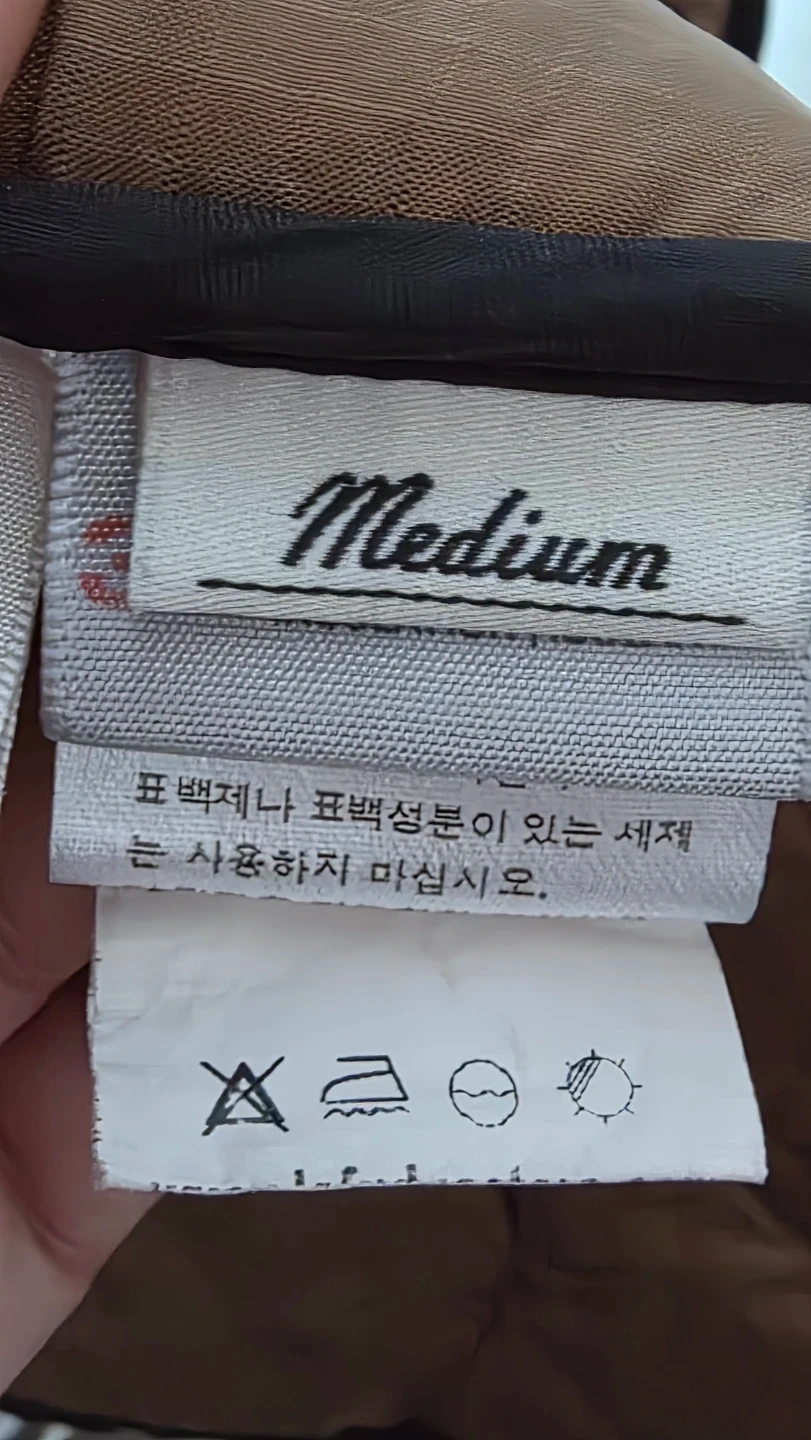 Medium
표백제나 표백성분이 있는 세제
는 사용하지 마십시오.